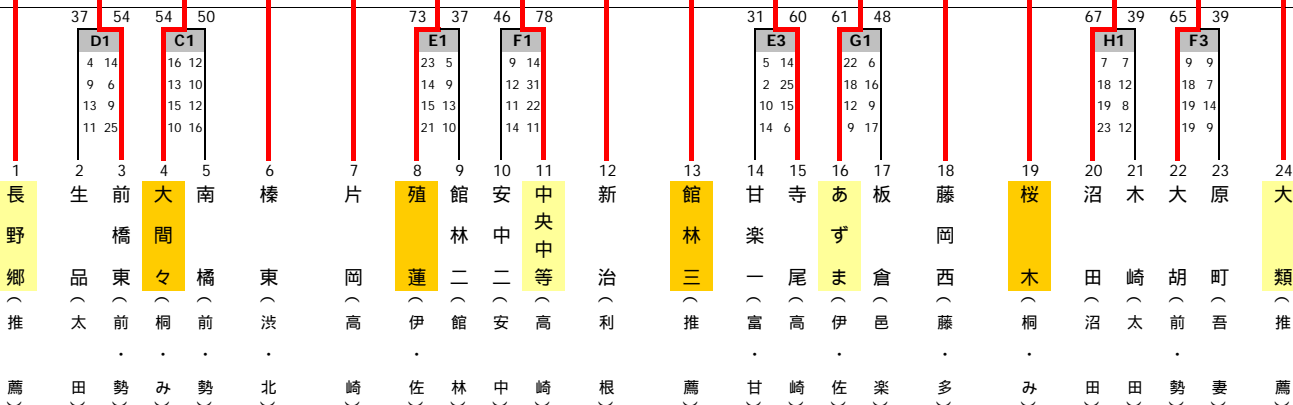 37 54 54 50 73 37 46 78 31 60 61 48 67 39 65 39
D1 C1 E1 F1 E3 G1 H1 F3
4 14 16 12 23 5 9 14 5 14 22 6 7 7 9 9
9 6 13 10 14 9 12 31 2 25 18 16 18 12 18 7
13 9 15 12 15 13 11 22 10 15 12 9 19 8 19 14
11 25 10 16 21 10 14 11 14 6 9 17 23 12 19 9
1 2 3 4 5 6 7 8 9 10 11 12 13 14 15 16 17 18 19 20 21 22 23 24
長野郷(推薦)
生品(太田)
前橋東(前・勢)
大間々(桐・み)
南橘(前・勢)
榛東(渋・北)
片岡(高崎)
殖蓮(伊・佐)
館林二(館林)
安中二(安中)
中央中等(高崎)
新治(利根)
館林三(推薦)
甘楽一(富・甘)
寺尾(高崎)
あずま(伊・佐)
板倉(邑楽)
藤岡西(藤・多)
桜木(桐・み)
沼田(沼田)
木崎(太田)
大胡(前・勢)
原町(吾妻)
大類(推薦)